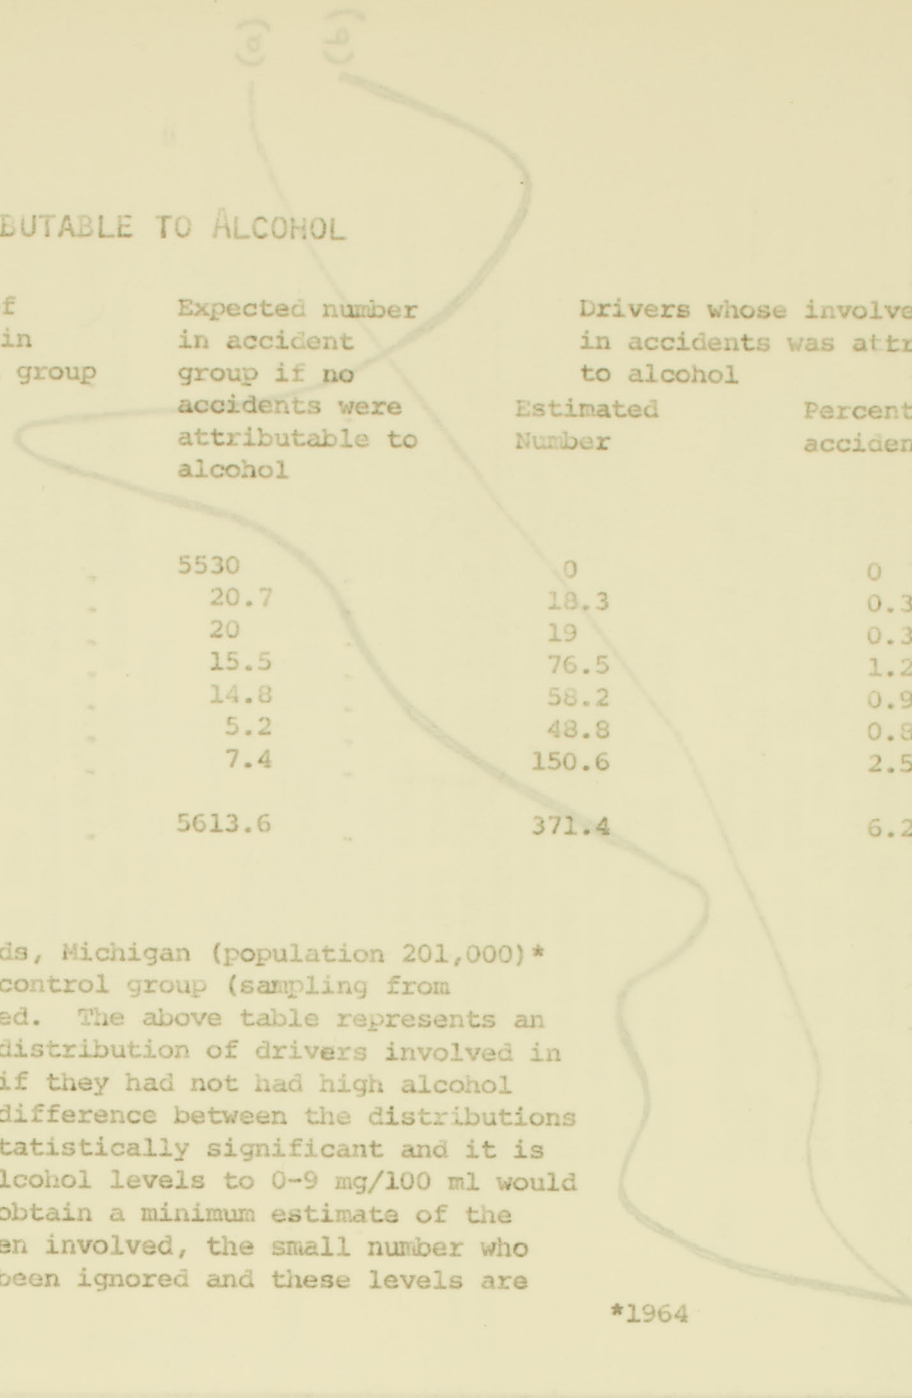 BUTABLE TO ALCOHOL
f Expected number Drivers whose involve
in in accident in accidents was attr
group group if no to alcohol
accidents were Estimated Percent
attributable to Number acciden
alcohol
5530 0 0
20.7 18.3 0.3
20 19 0.3
15.5 76.5 1.2
14.8 58.2 0.9
5.2 48.8 0.8
7.4 150.6 2.5
5613.6 371.4 6.2
ds, Michigan (population 201,000)*
control group (sampling from
ed. The above table represents an
distribution of drivers involved in
if they had not had high alcohol
difference between the distributions
tatistically significant and it is
lcohol levels to 0-9 mg/100 ml would
obtain a minimum estimate of the
en involved, the small number who
been ignored and these levels are
*1964